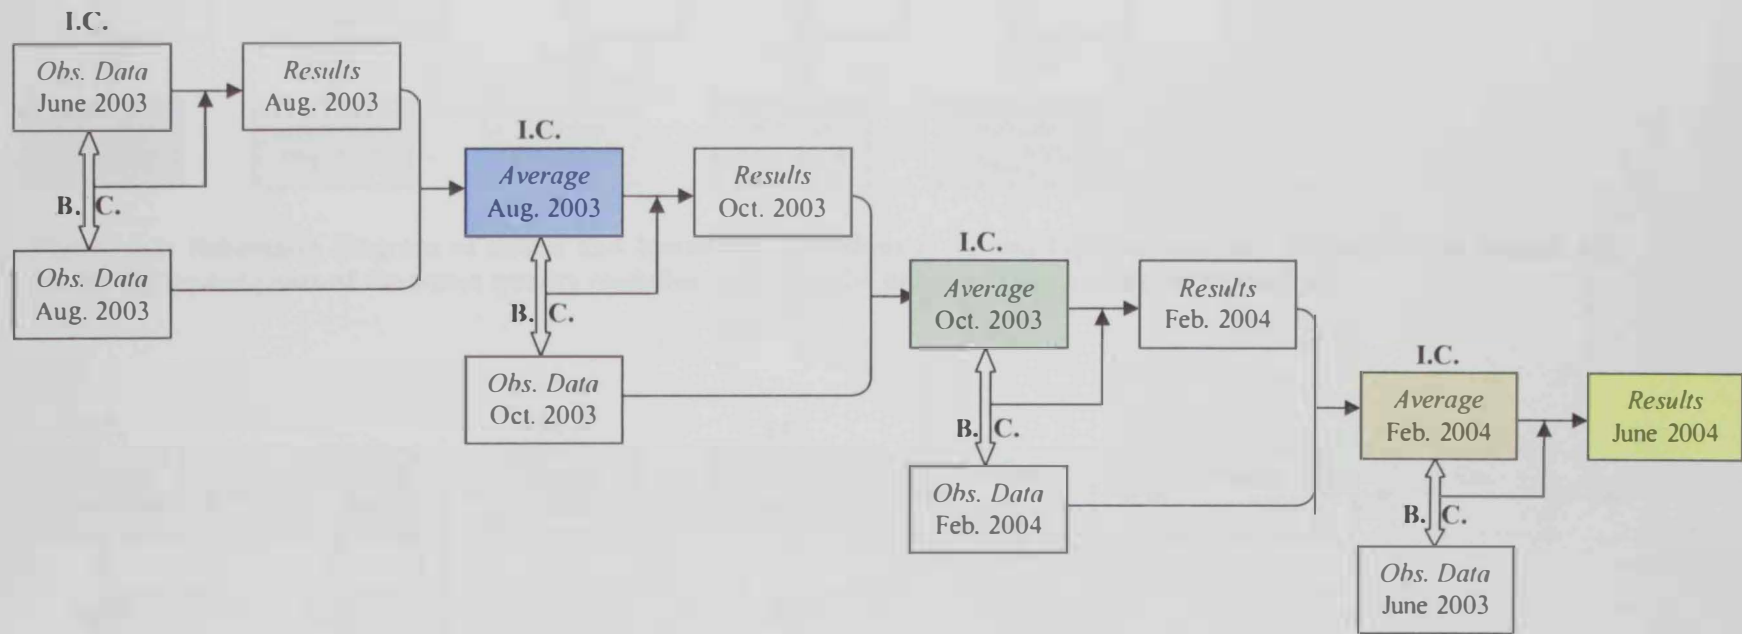 I.C.
Obs. Data
June 2003
Results
Aug. 2003
B. C.
Obs. Data
Aug. 2003
I.C.
Average
Aug. 2003
Results
Oct. 2003
B. C.
Obs. Data
Oct. 2003
I.C.
Average
Oct. 2003
Results
Feb. 2004
B. C.
Obs. Data
Feb. 2004
I.C.
Average
Feb. 2004
Results
June 2004
B. C.
Obs. Data
June 2003